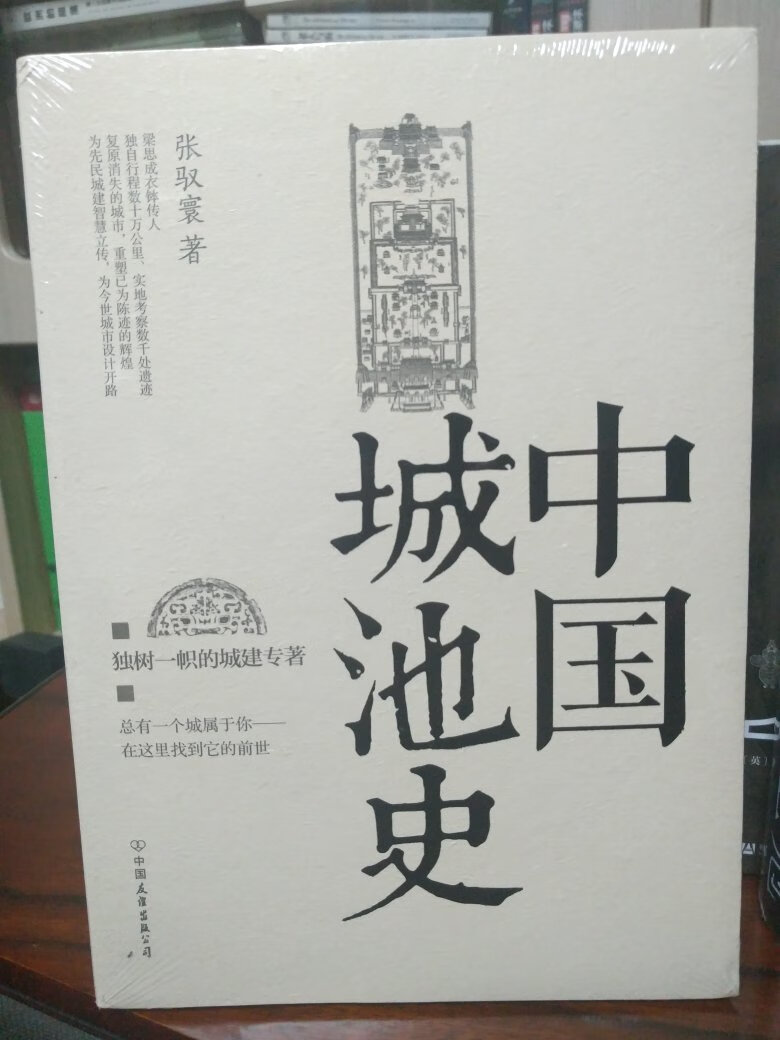 中国
城池史
张驭寰 著
梁思成衣钵传人
独自行程数十万公里、实地考察数千处遗迹
复原消失的城市，重塑已为陈迹的辉煌
为先民城建智慧立传，为今世城市设计开路
独树一帜的城建专著
总有一个城属于你——
在这里找到它的前世
中国友谊出版公司
（英）